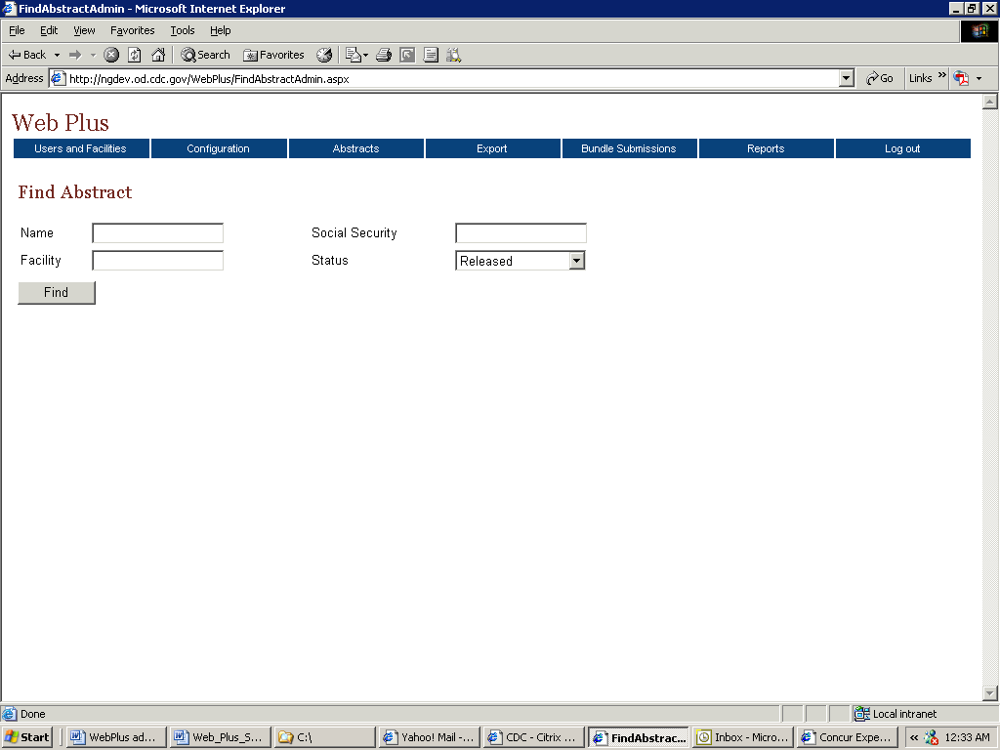 FindAbstractAdmin - Microsoft Internet Explorer
File Edit View Favorites Tools Help
Back Search Favorites
Address http://ngdev.od.cdc.gov/WebPlus/FindAbstractAdmin.aspx Go Links »
Web Plus
Users and Facilities Configuration Abstracts Export Bundle Submissions Reports Log out
Find Abstract
Name Social Security
Facility Status Released
Find
Done Local intranet
Start WebPlus ad... Web_Plus_S... C:\ Yahoo! Mail -... CDC - Citrix ... FindAbstrac... Inbox - Micro... Concur Expe... « 12:33 AM